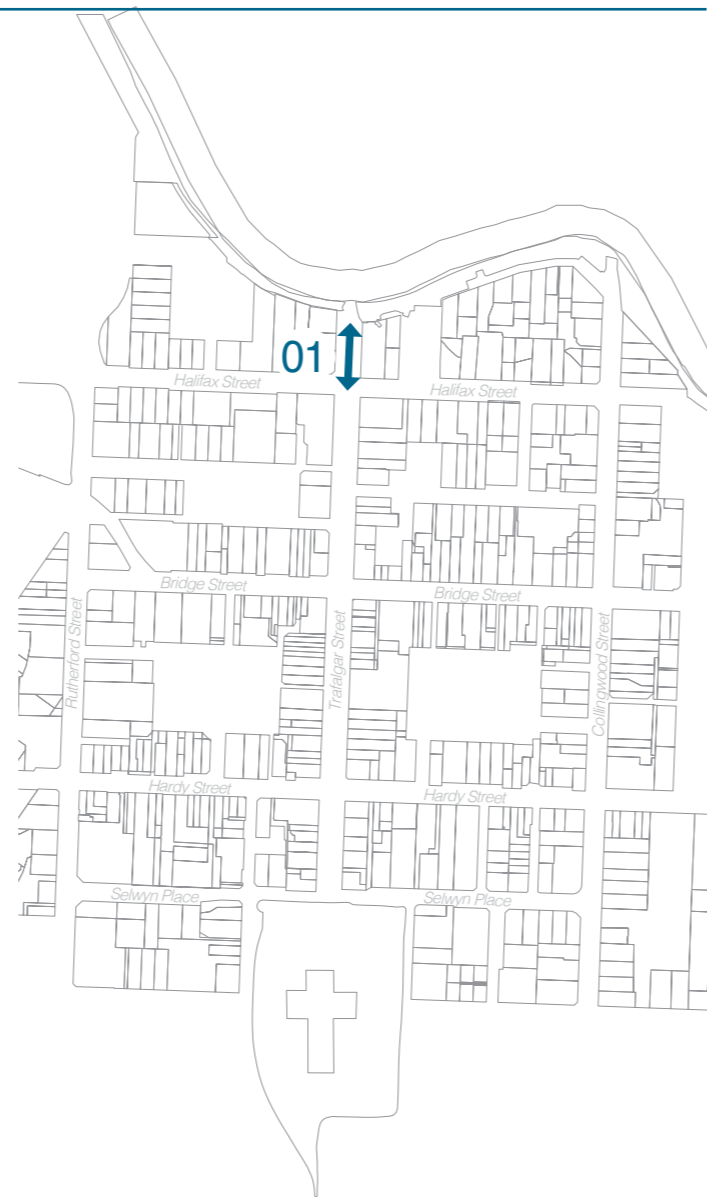 01
Halifax Street
Halifax Street
Bridge Street
Bridge Street
Rutherford Street
Trafalgar Street
Collingwood Street
Hardy Street
Hardy Street
Selwyn Place
Selwyn Place